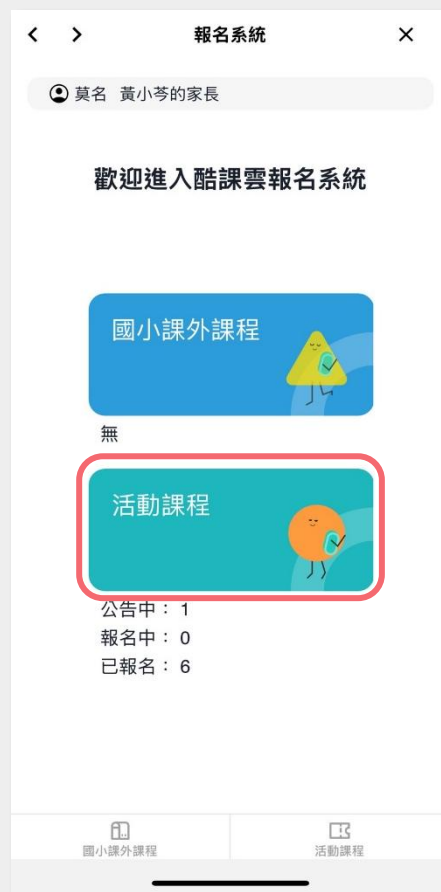 報名系統
莫名 黃小芩的家長
歡迎進入酷課雲報名系統
國小課外課程
無
活動課程
公告中： 1
報名中： 0
已報名： 6
國小課外課程
活動課程